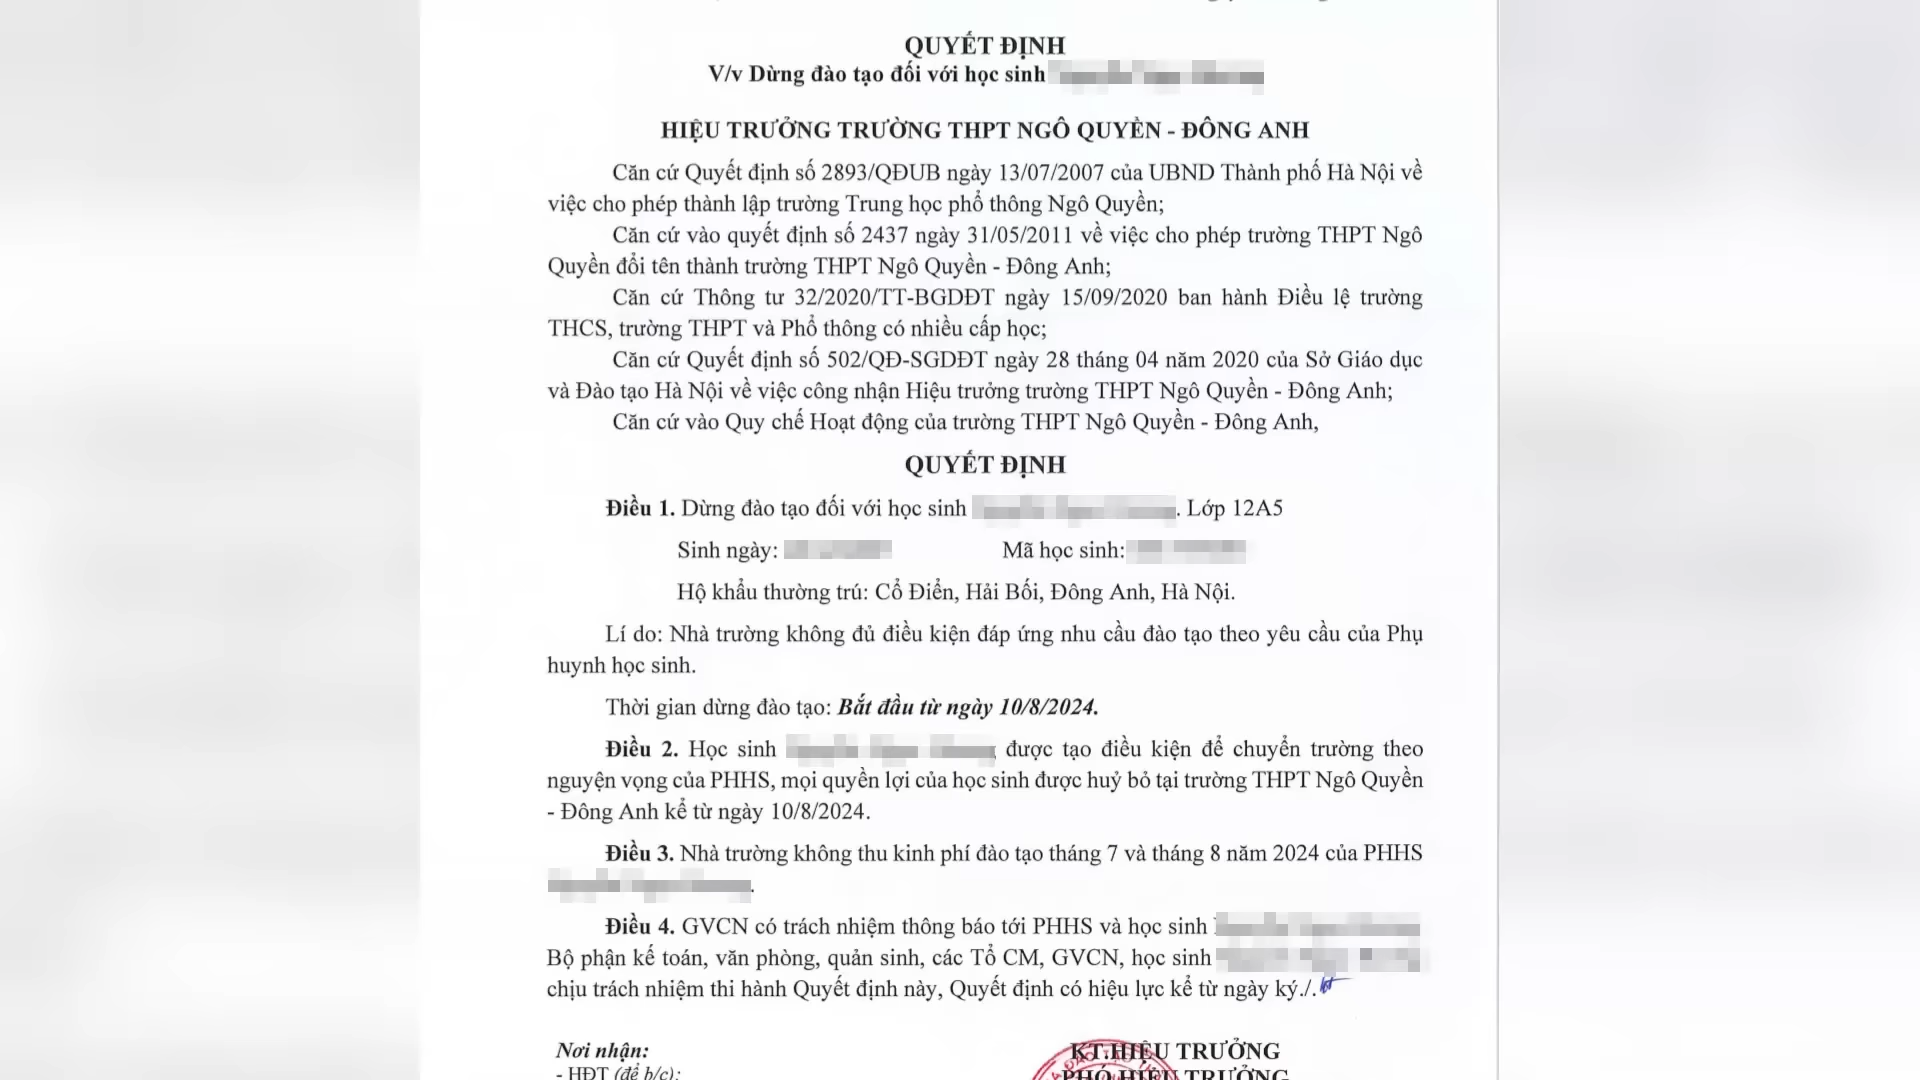 QUYẾT ĐỊNH
V/v Dừng đào tạo đối với học sinh
HIỆU TRƯỞNG TRƯỜNG THPT NGÔ QUYỀN - ĐÔNG ANH
Căn cứ Quyết định số 2893/QĐUB ngày 13/07/2007 của UBND Thành phố Hà Nội về
việc cho phép thành lập trường Trung học phổ thông Ngô Quyền;
Căn cứ vào quyết định số 2437 ngày 31/05/2011 về việc cho phép trường THPT Ngô
Quyền đổi tên thành trường THPT Ngô Quyền - Đông Anh;
Căn cứ Thông tư 32/2020/TT-BGDĐT ngày 15/09/2020 ban hành Điều lệ trường
THCS, trường THPT và Phổ thông có nhiều cấp học;
Căn cứ Quyết định số 502/QĐ-SGDĐT ngày 28 tháng 04 năm 2020 của Sở Giáo dục
và Đào tạo Hà Nội về việc công nhận Hiệu trưởng trường THPT Ngô Quyền - Đông Anh;
Căn cứ vào Quy chế Hoạt động của trường THPT Ngô Quyền - Đông Anh,
QUYẾT ĐỊNH
Điều 1. Dừng đào tạo đối với học sinh . Lớp 12A5
Sinh ngày: Mã học sinh:
Hộ khẩu thường trú: Cổ Điển, Hải Bối, Đông Anh, Hà Nội.
Lí do: Nhà trường không đủ điều kiện đáp ứng nhu cầu đào tạo theo yêu cầu của Phụ
huynh học sinh.
Thời gian dừng đào tạo: Bắt đầu từ ngày 10/8/2024.
Điều 2. Học sinh được tạo điều kiện để chuyển trường theo
nguyện vọng của PHHS, mọi quyền lợi của học sinh được huỷ bỏ tại trường THPT Ngô Quyền
- Đông Anh kể từ ngày 10/8/2024.
Điều 3. Nhà trường không thu kinh phí đào tạo tháng 7 và tháng 8 năm 2024 của PHHS
.
Điều 4. GVCN có trách nhiệm thông báo tới PHHS và học sinh
Bộ phận kế toán, văn phòng, quản sinh, các Tổ CM, GVCN, học sinh
chịu trách nhiệm thi hành Quyết định này, Quyết định có hiệu lực kể từ ngày ký./.
Nơi nhận:
KT.HIỆU TRƯỞNG
- HĐT (để b/c);
PHÓ HIỆU TRƯỞNG